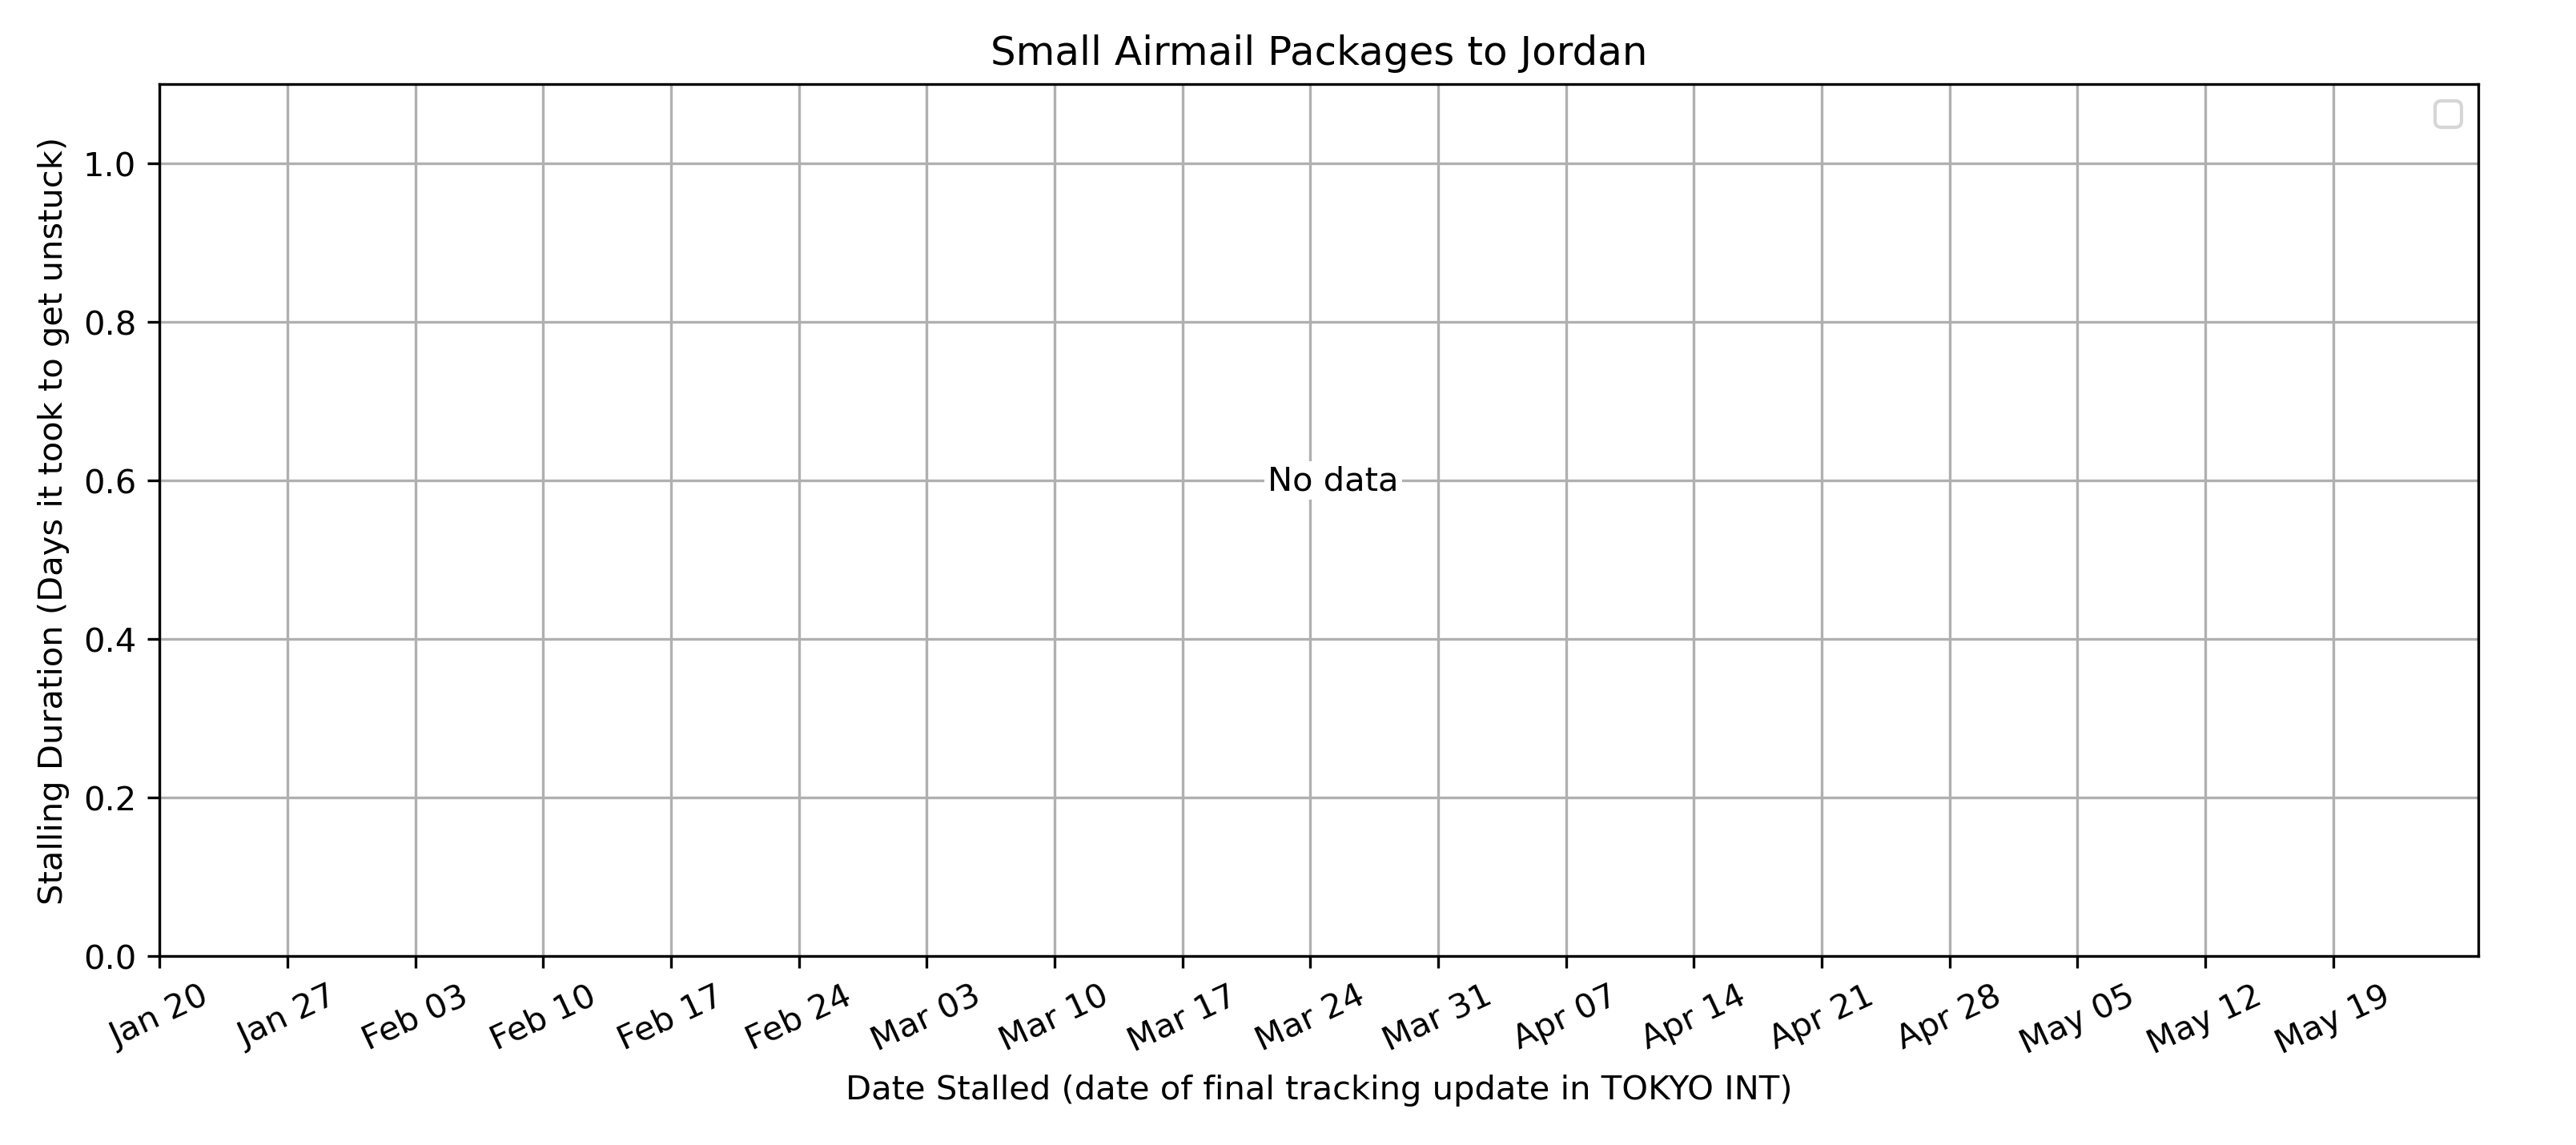 Small Airmail Packages to Jordan
Stalling Duration (Days it took to get unstuck)
1.0
0.8
0.6
0.4
0.2
0.0
No data
Jan 20
Jan 27
Feb 03
Feb 10
Feb 17
Feb 24
Mar 03
Mar 10
Mar 17
Mar 24
Mar 31
Apr 07
Apr 14
Apr 21
Apr 28
May 05
May 12
May 19
Date Stalled (date of final tracking update in TOKYO INT)